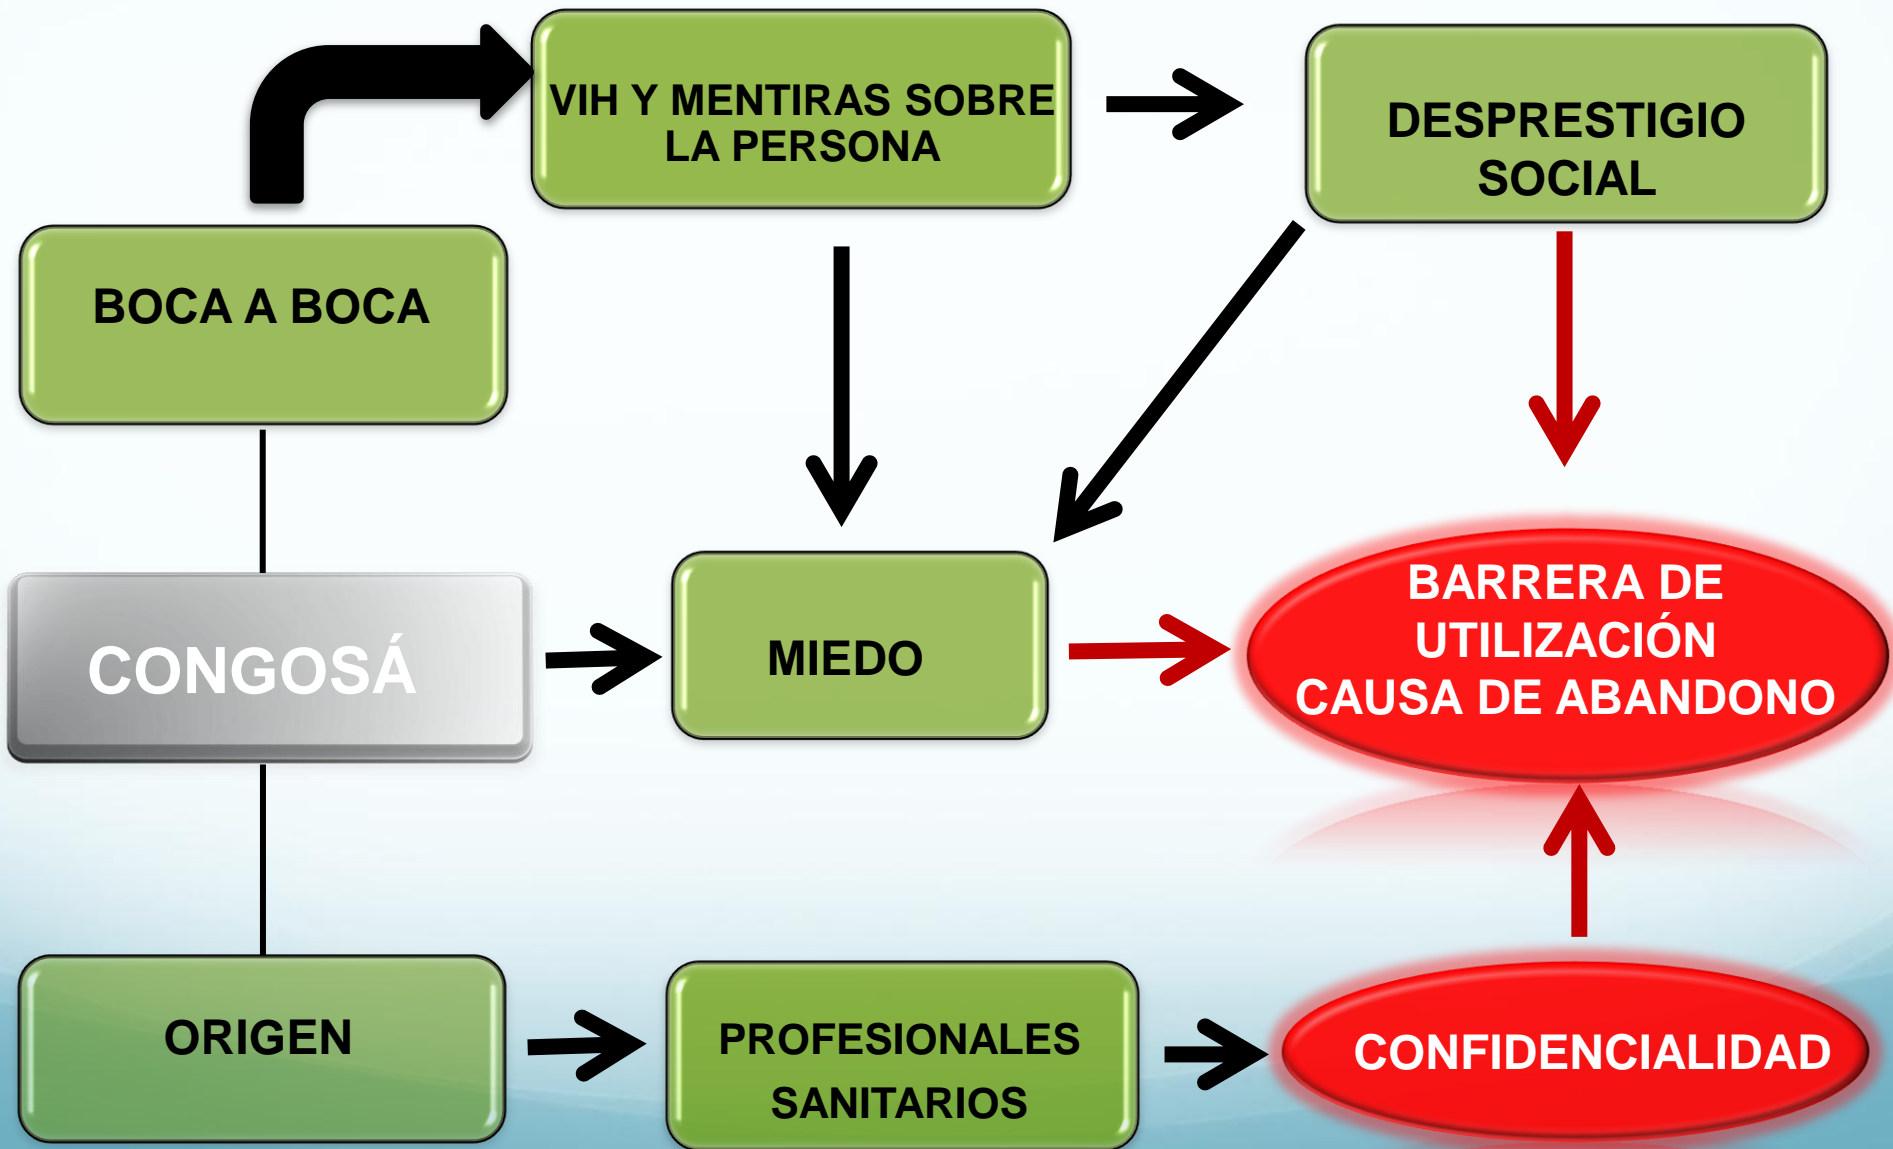 VIH Y MENTIRAS SOBRE
LA PERSONA
DESPRESTIGIO
SOCIAL
BOCA A BOCA
CONGOSÁ
MIEDO
BARRERA DE
UTILIZACIÓN
CAUSA DE ABANDONO
ORIGEN
PROFESIONALES
SANITARIOS
CONFIDENCIALIDAD